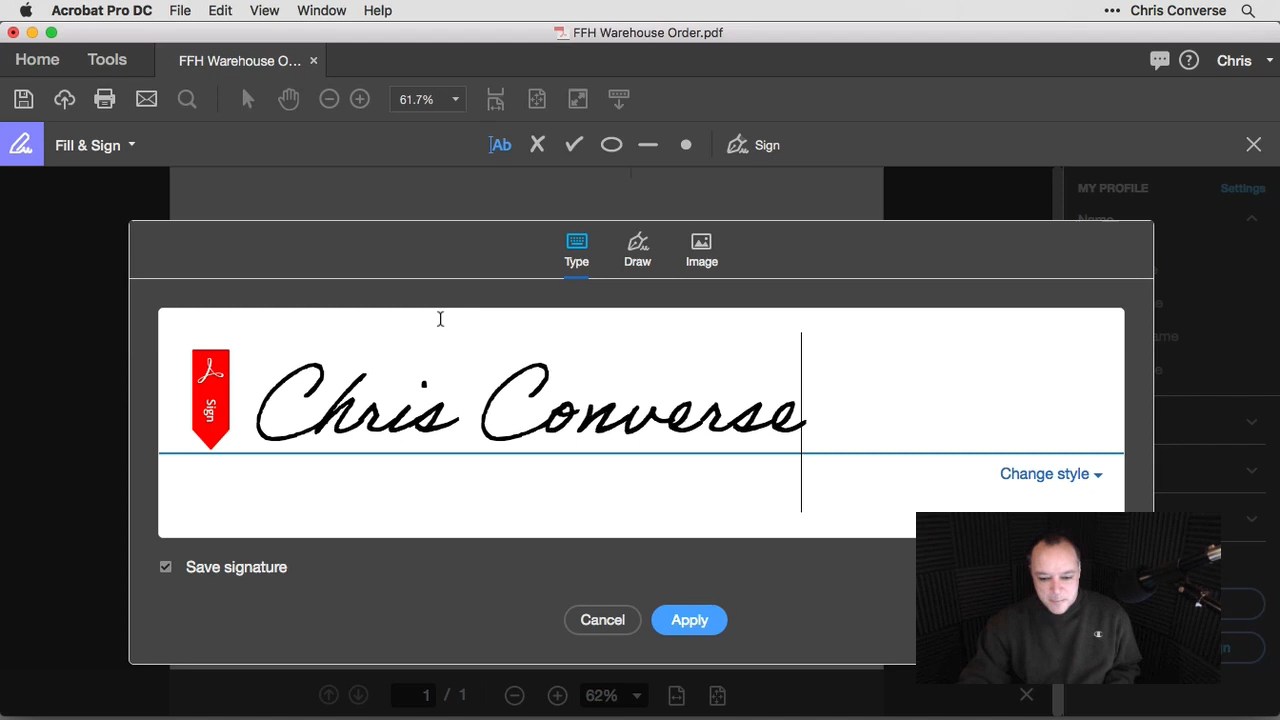 Acrobat Pro DC File Edit View Window Help ••• Chris Converse
FFH Warehouse Order.pdf
Home Tools FFH Warehouse O... × ? Chris
61.7%
Fill & Sign Ab Sign
MY PROFILE Settings
Name
Type Draw Image
Sign Chris Converse
Change style
Save signature
Cancel Apply
1 / 1 62%